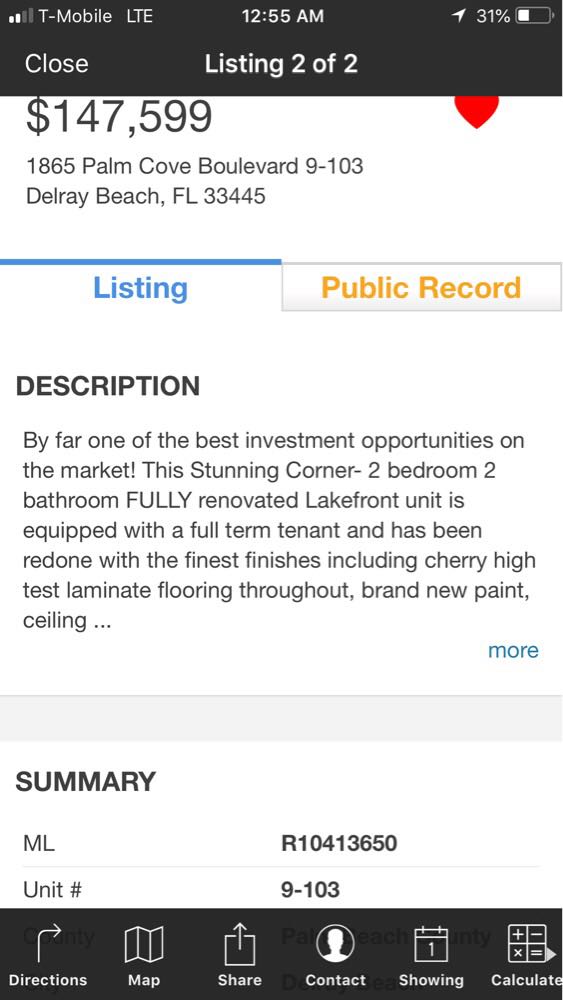 T-Mobile LTE 12:55 AM 31%
Close Listing 2 of 2
$147,599
1865 Palm Cove Boulevard 9-103
Delray Beach, FL 33445
Listing Public Record
DESCRIPTION
By far one of the best investment opportunities on
the market! This Stunning Corner- 2 bedroom 2
bathroom FULLY renovated Lakefront unit is
equipped with a full term tenant and has been
redone with the finest finishes including cherry high
test laminate flooring throughout, brand new paint,
ceiling ...
more
SUMMARY
ML R10413650
Unit # 9-103
County Palm Beach County
Delray Beach
1
Directions Map Share Contact Showing Calculate